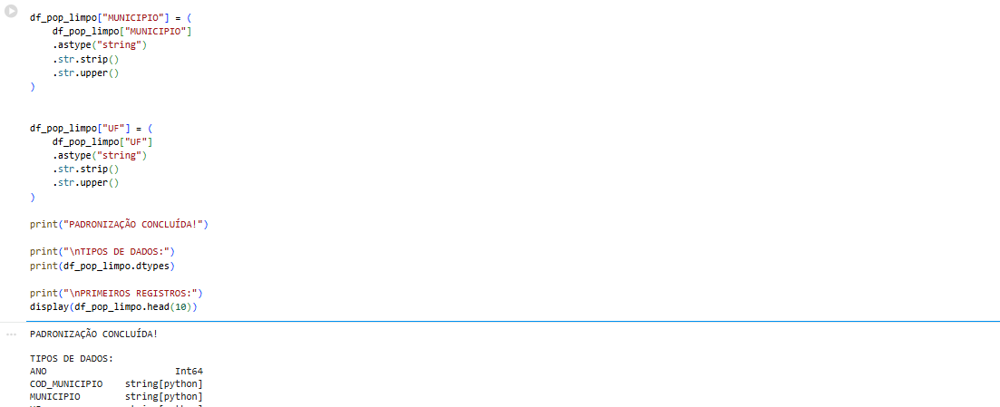 df_pop_limpo["MUNICIPIO"] = (
    df_pop_limpo["MUNICIPIO"]
    .astype("string")
    .str.strip()
    .str.upper()
)
df_pop_limpo["UF"] = (
    df_pop_limpo["UF"]
    .astype("string")
    .str.strip()
    .str.upper()
)
print("PADRONIZAÇÃO CONCLUÍDA!")
print("\nTIPOS DE DADOS:")
print(df_pop_limpo.dtypes)
print("\nPRIMEIROS REGISTROS:")
display(df_pop_limpo.head(10))
PADRONIZAÇÃO CONCLUÍDA!
TIPOS DE DADOS:
ANO                      Int64
COD_MUNICIPIO    string[python]
MUNICIPIO        string[python]